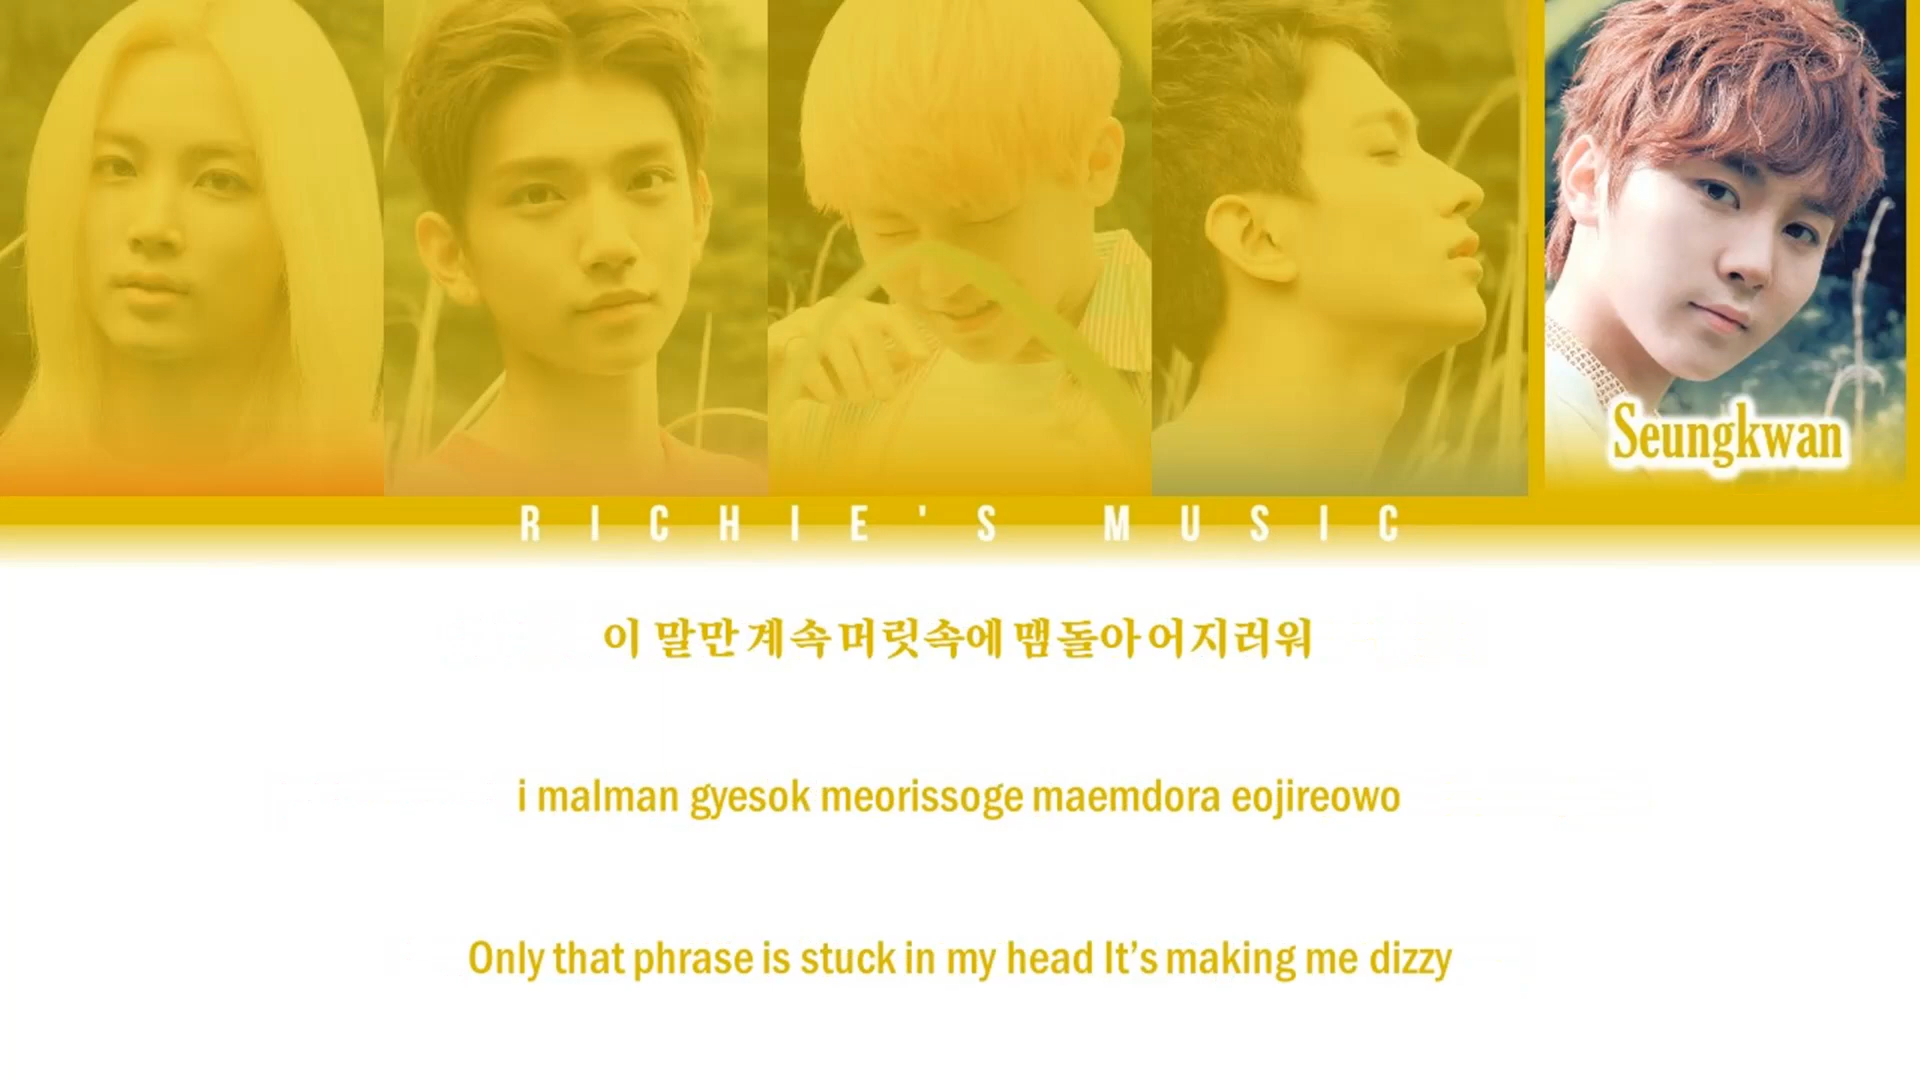 Seungkwan
RICHIE'S MUSIC
이 말만 계속 머릿속에 맴돌아 어지러워
i malman gyesok meorissoge maemdora eojireowo
Only that phrase is stuck in my head It’s making me dizzy